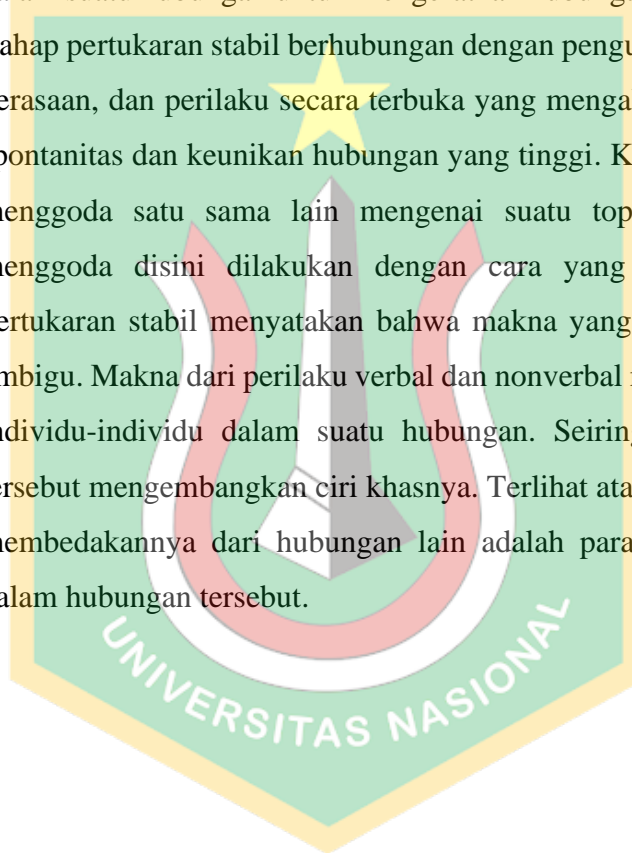 ahap pertukaran stabil berhubungan dengan pengu
erasaan, dan perilaku secara terbuka yang menga
pontanitas dan keunikan hubungan yang tinggi. K
enggoda satu sama lain mengenai suatu top
enggoda disini dilakukan dengan cara yang
ertukaran stabil menyatakan bahwa makna yang
mbigu. Makna dari perilaku verbal dan nonverbal
ndividu-individu dalam suatu hubungan. Seiring
ersebut mengembangkan ciri khasnya. Terlihat ata
embedakannya dari hubungan lain adalah para
alam hubungan tersebut.
UNIVERSITAS NASIONAL